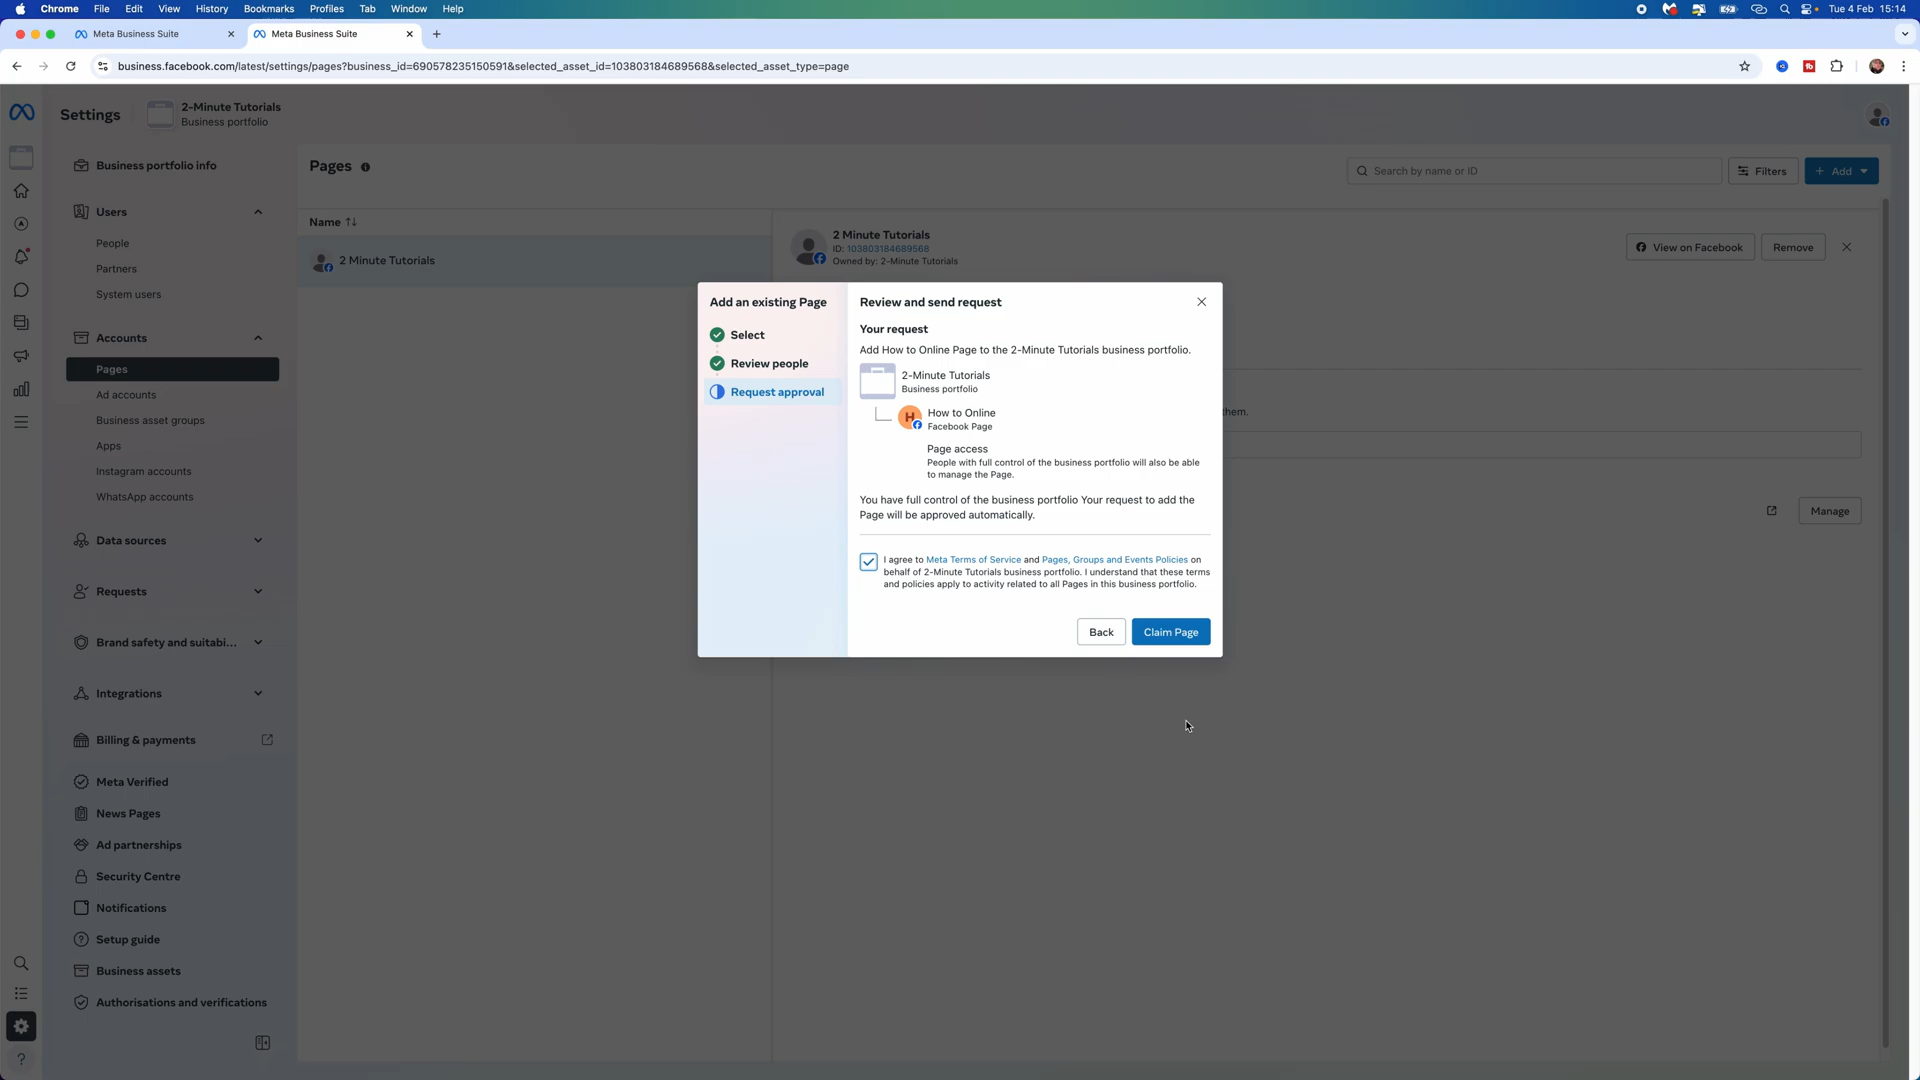 Chrome File Edit View History Bookmarks Profiles Tab Window Help
Tue 4 Feb 15:14
Meta Business Suite
Meta Business Suite
business.facebook.com/latest/settings/pages?business_id=690578235150591&selected_asset_id=103803184689568&selected_asset_type=page
Settings
2-Minute Tutorials
Business portfolio
Business portfolio info
Users
People
Partners
System users
Accounts
Pages
Ad accounts
Business asset groups
Apps
Instagram accounts
WhatsApp accounts
Data sources
Requests
Brand safety and suitabi...
Integrations
Billing & payments
Meta Verified
News Pages
Ad partnerships
Security Centre
Notifications
Setup guide
Business assets
Authorisations and verifications
Pages
Search by name or ID
Filters
+ Add
Name
2 Minute Tutorials
2 Minute Tutorials
ID: 103803184689568
Owned by: 2-Minute Tutorials
View on Facebook
Remove
them.
Manage
Add an existing Page
Select
Review people
Request approval
Review and send request
Your request
Add How to Online Page to the 2-Minute Tutorials business portfolio.
2-Minute Tutorials
Business portfolio
H
How to Online
Facebook Page
Page access
People with full control of the business portfolio will also be able
to manage the Page.
You have full control of the business portfolio Your request to add the
Page will be approved automatically.
I agree to Meta Terms of Service and Pages, Groups and Events Policies on
behalf of 2-Minute Tutorials business portfolio. I understand that these terms
and policies apply to activity related to all Pages in this business portfolio.
Back
Claim Page